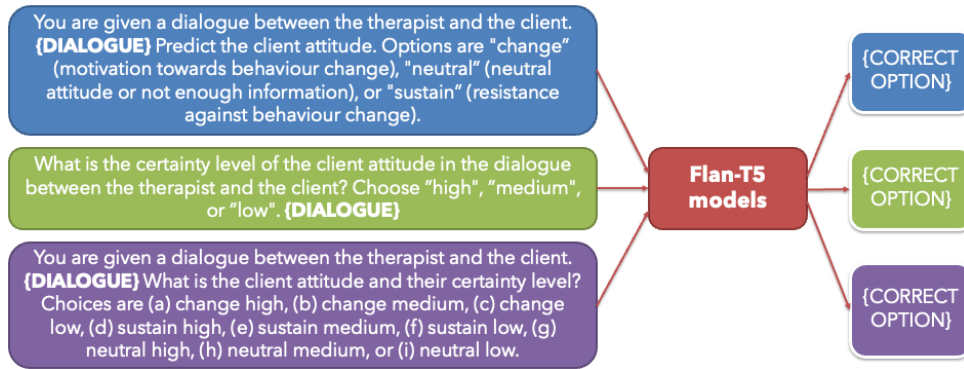 You are given a dialogue between the therapist and the client.
{DIALOGUE} Predict the client attitude. Options are "change”
(motivation towards behaviour change), "neutral” (neutral
attitude or not enough information), or "sustain” (resistance
against behaviour change).
What is the certainty level of the client attitude in the dialogue
between the therapist and the client? Choose ”high", ”medium",
or ”low". {DIALOGUE}
You are given a dialogue between the therapist and the client.
{DIALOGUE} What is the client attitude and their certainty level?
Choices are (a) change high, (b) change medium, (c) change
low, (d) sustain high, (e) sustain medium, (f) sustain low, (g)
neutral high, (h) neutral medium, or (i) neutral low.
Flan-T5
models
{CORRECT
OPTION}
{CORRECT
OPTION}
{CORRECT
OPTION}